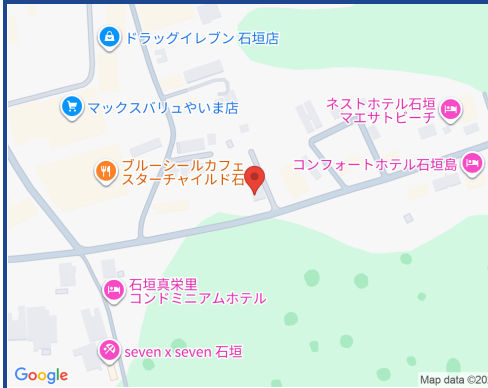 ドラッグイレブン 石垣店
マックスバリュやいま店
ネストホテル石垣
マエサトビーチ
ブルーシールカフェ
スターチャイルド石
コンフォートホテル石垣島
石垣真栄里
コンドミニアムホテル
seven x seven 石垣
Google
Map data ©20